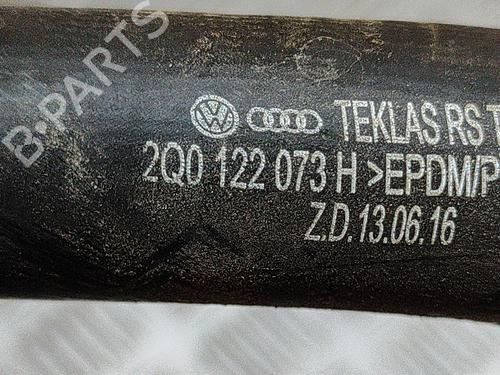 B-PARTS
TEKLAS RS T
2Q0 122 073 H >EPDM/P
Z.D.13.06.16